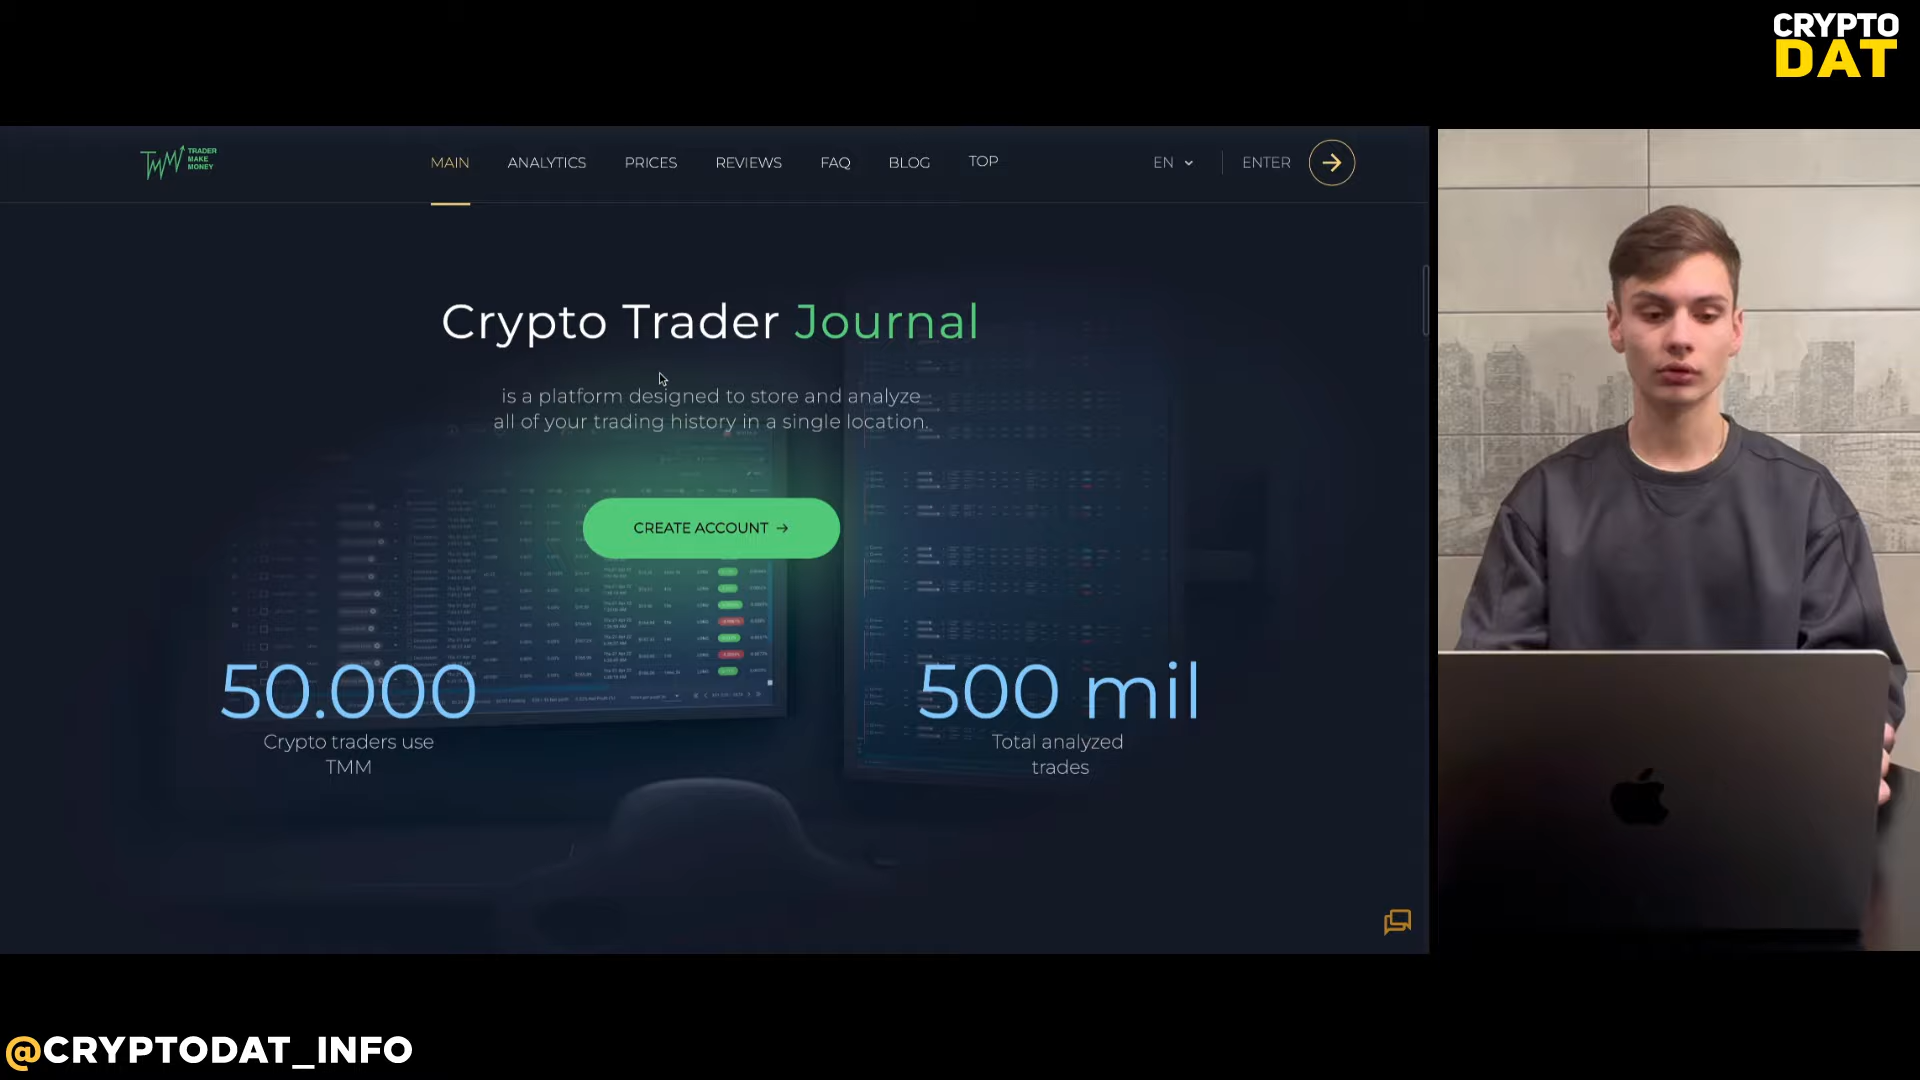 CRYPTO
DAT
TRADER
MAKE
MONEY
MAIN
ANALYTICS
PRICES
REVIEWS
FAQ
BLOG
TOP
EN
ENTER
Crypto Trader Journal
is a platform designed to store and analyze
all of your trading history in a single location.
CREATE ACCOUNT →
50.000
Crypto traders use
TMM
500 mil
Total analyzed
trades
@CRYPTODAT_INFO